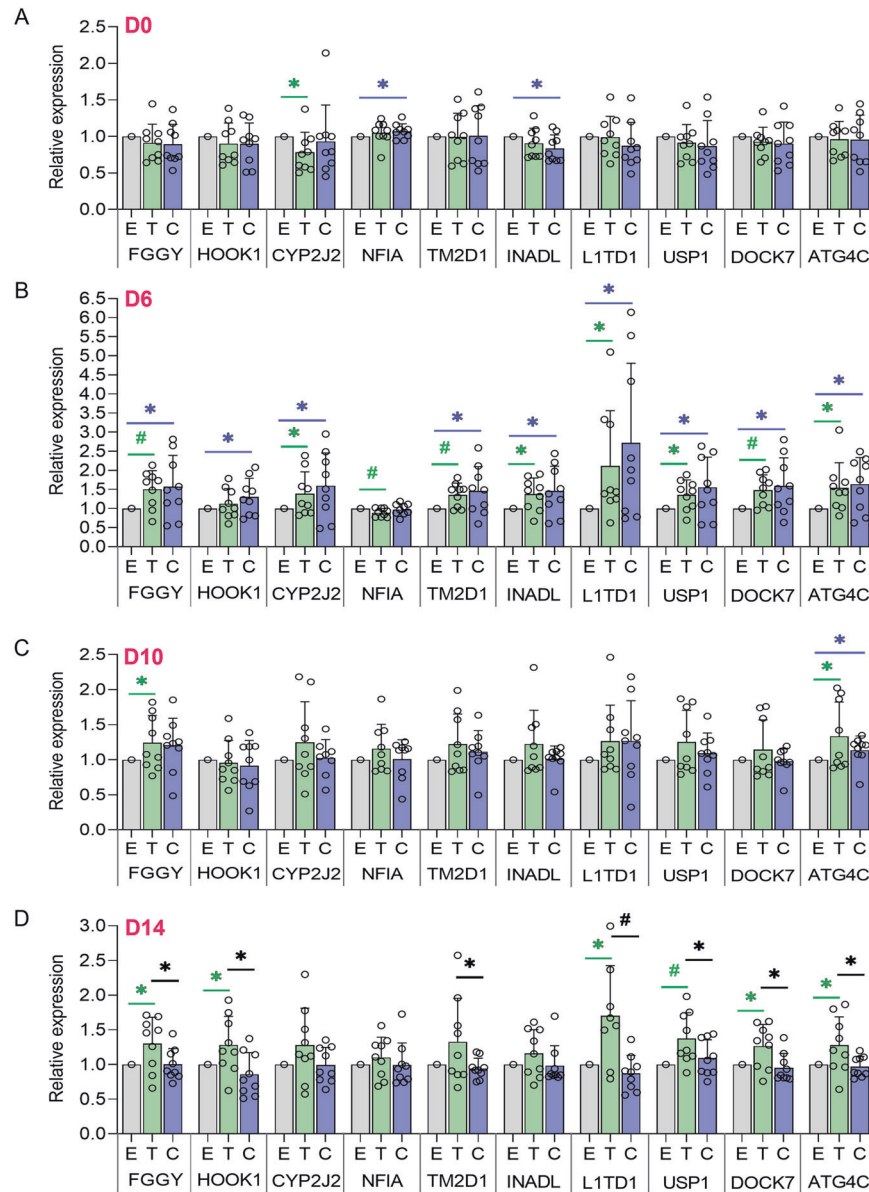 A
D0
Relative expression
2.5
2.0
1.5
1.0
0.5
0.0
* * *
E T C E T C E T C E T C E T C E T C E T C E T C E T C E T C
FGGY HOOK1 CYP2J2 NFIA TM2D1 INADL L1TD1 USP1 DOCK7 ATG4C
B
D6
Relative expression
6.5
6.0
5.5
5.0
4.5
4.0
3.5
3.0
2.5
2.0
1.5
1.0
0.5
0.0
* # * * * # * # * * * * * * * * # * *
E T C E T C E T C E T C E T C E T C E T C E T C E T C E T C
FGGY HOOK1 CYP2J2 NFIA TM2D1 INADL L1TD1 USP1 DOCK7 ATG4C
C
D10
Relative expression
2.5
2.0
1.5
1.0
0.5
0.0
* * *
E T C E T C E T C E T C E T C E T C E T C E T C E T C E T C
FGGY HOOK1 CYP2J2 NFIA TM2D1 INADL L1TD1 USP1 DOCK7 ATG4C
D
D14
Relative expression
3.0
2.5
2.0
1.5
1.0
0.5
0.0
* * * * * * # # * * * * *
E T C E T C E T C E T C E T C E T C E T C E T C E T C E T C
FGGY HOOK1 CYP2J2 NFIA TM2D1 INADL L1TD1 USP1 DOCK7 ATG4C